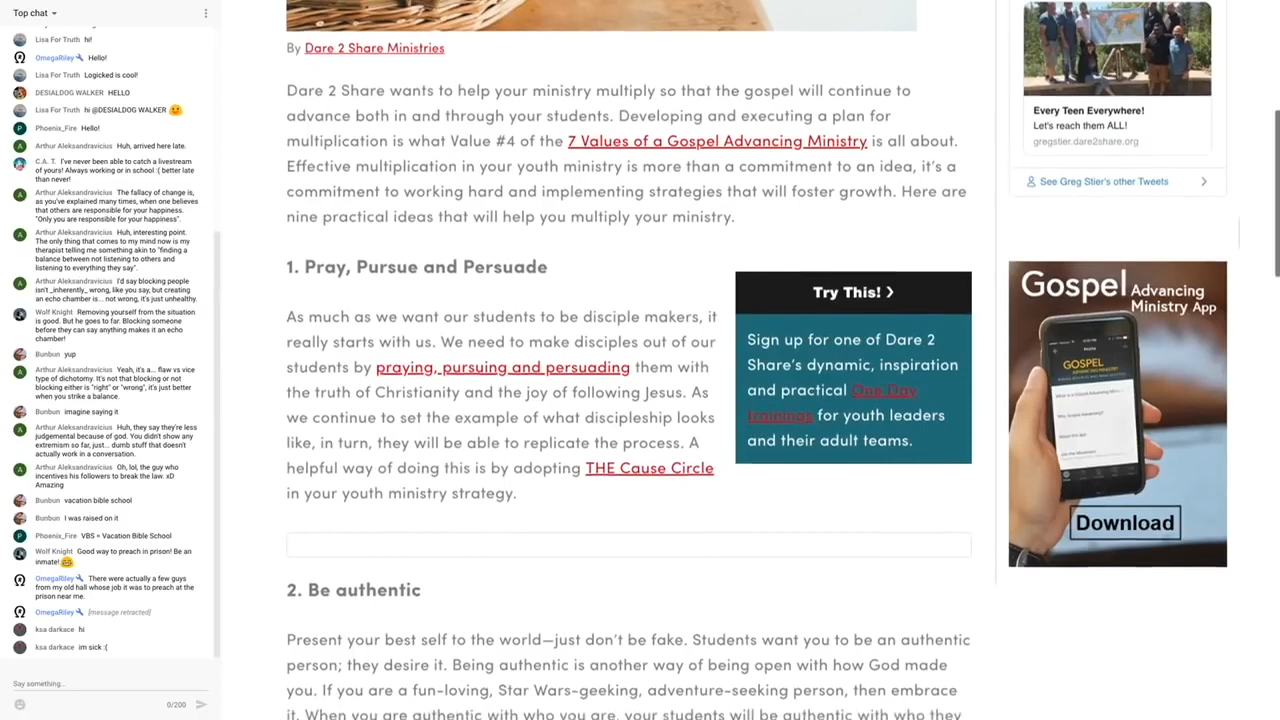 Top chat
Lisa For Truth hi!
OmegaRiley Hello!
Lisa For Truth Logicked is cool!
DESIALDOG WALKER HELLO
Lisa For Truth hi @DESIALDOG WALKER
Phoenix_Fire Hello!
Arthur Aleksandravicius Huh, arrived here late.
C.A. T. I've never been able to catch a livestream
of yours! Always working or in school :( better late
than never!
Arthur Aleksandravicius The fallacy of change is,
as you've explained many times, when one believes
that others are responsible for your happiness.
"Only you are responsible for your happiness".
Arthur Aleksandravicius Huh, interesting point.
The only thing that comes to my mind now is my
therapist telling me something akin to "finding a
balance between not listening to others and
listening to everything they say".
Arthur Aleksandravicius I'd say blocking people
isn't _inherently_ wrong, like you say, but creating
an echo chamber is... not wrong, it's just unhealthy.
Wolf Knight Removing yourself from the situation
is good. But he goes far. Blocking someone
before they can say anything makes it an echo
chamber!
Bunbun yup
Arthur Aleksandravicius Yeah, it's a... flaw vs vice
type of dichotomy. It's not that blocking or not
blocking either is "right" or "wrong", it's just better
when you strike a balance.
Bunbun imagine saying it
Arthur Aleksandravicius Huh, they say they're less
judgemental because of god. You didn't show any
extremism so far, just... dumb stuff that doesn't
actually work in a conversation.
Arthur Aleksandravicius Oh, lol, the guy who
incentives his followers to break the law. xD
Amazing
Bunbun vacation bible school
Bunbun I was raised on it
Phoenix_Fire VBS = Vacation Bible School
Wolf Knight Good way to preach in prison! Be an
inmate!
OmegaRiley There were actually a few guys
from my old hall whose job it was to preach at the
prison near me.
OmegaRiley [message retracted]
ksa darkace hi
ksa darkace im sick :(
Say something...
0/200
By Dare 2 Share Ministries
Dare 2 Share wants to help your ministry multiply so that the gospel will continue to
advance both in and through your students. Developing and executing a plan for
multiplication is what Value #4 of the 7 Values of a Gospel Advancing Ministry is all about.
Effective multiplication in your youth ministry is more than a commitment to an idea, it's a
commitment to working hard and implementing strategies that will foster growth. Here are
nine practical ideas that will help you multiply your ministry.
1. Pray, Pursue and Persuade
As much as we want our students to be disciple makers, it
really starts with us. We need to make disciples out of our
students by praying, pursuing and persuading them with
the truth of Christianity and the joy of following Jesus. As
we continue to set the example of what discipleship looks
like, in turn, they will be able to replicate the process. A
helpful way of doing this is by adopting THE Cause Circle
in your youth ministry strategy.
Try This! ❯
Sign up for one of Dare 2
Share's dynamic, inspiration
and practical One Day
trainings for youth leaders
and their adult teams.
2. Be authentic
Present your best self to the world—just don't be fake. Students want you to be an authentic
person; they desire it. Being authentic is another way of being open with how God made
you. If you are a fun-loving, Star Wars-geeking, adventure-seeking person, then embrace
it. When you are authentic with who you are, your students will be authentic with who they
Every Teen Everywhere!
Let's reach them ALL!
gregstier.dare2share.org
See Greg Stier's other Tweets
Gospel Advancing
Ministry App
GOSPEL
Download